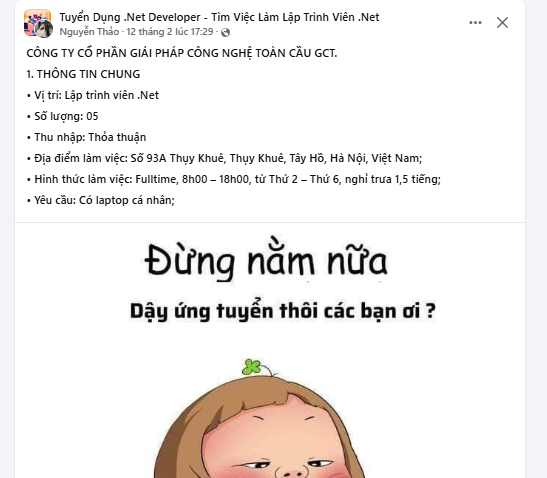 Tuyển Dụng .Net Developer - Tìm Việc Làm Lập Trình Viên .Net
Nguyễn Thảo · 12 tháng 2 lúc 17:29 ·
CÔNG TY CỔ PHẦN GIẢI PHÁP CÔNG NGHỆ TOÀN CẦU GCT.
1. THÔNG TIN CHUNG
• Vị trí: Lập trình viên .Net
• Số lượng: 05
• Thu nhập: Thỏa thuận
• Địa điểm làm việc: Số 93A Thụy Khuê, Thụy Khuê, Tây Hồ, Hà Nội, Việt Nam;
• Hình thức làm việc: Fulltime, 8h00 – 18h00, từ Thứ 2 – Thứ 6, nghỉ trưa 1,5 tiếng;
• Yêu cầu: Có laptop cá nhân;
Đừng nằm nữa
Dậy ứng tuyển thôi các bạn ơi ?